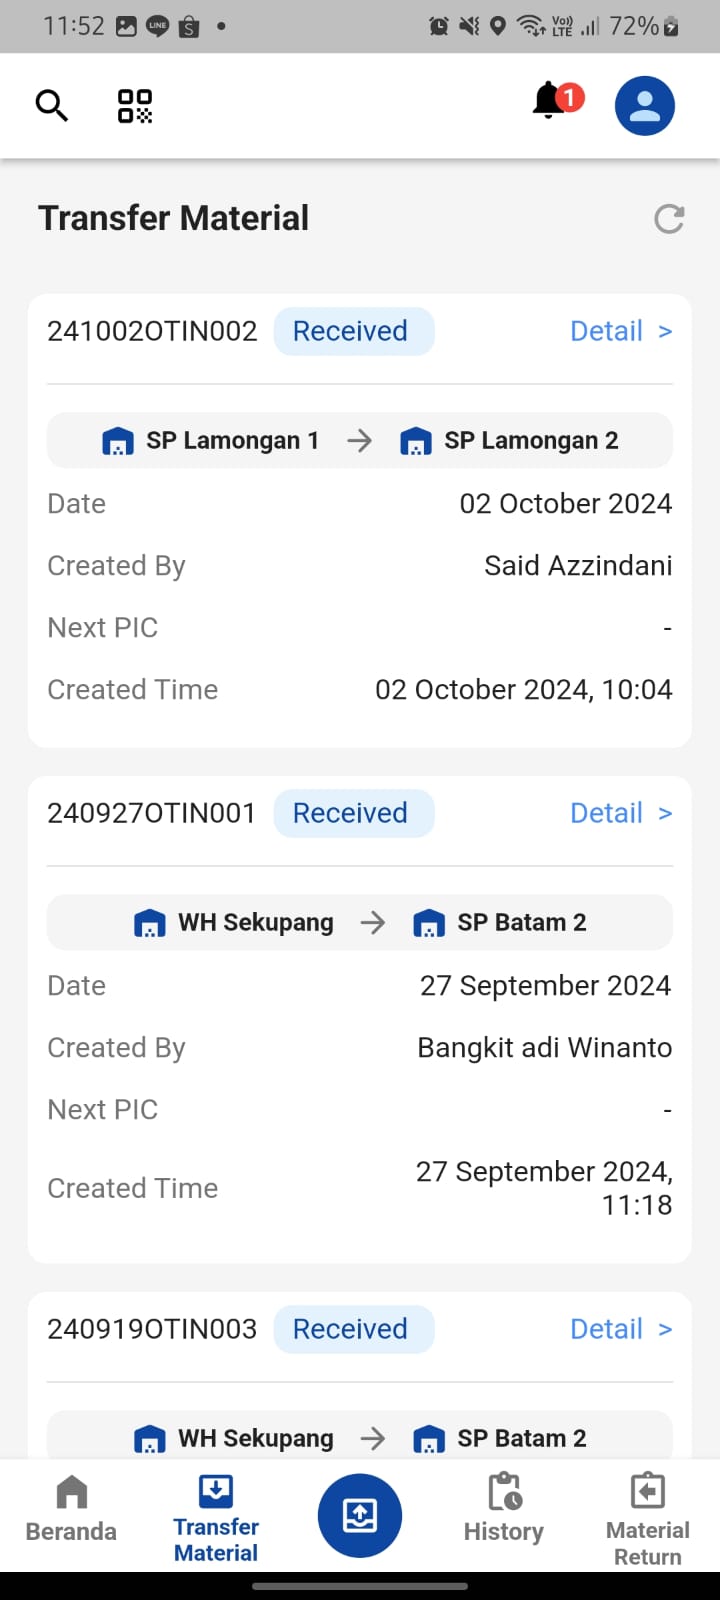 11:52 LINE S Vo)) LTE 72%
1
Transfer Material
241002OTIN002 Received Detail >
SP Lamongan 1 → SP Lamongan 2
Date 02 October 2024
Created By Said Azzindani
Next PIC -
Created Time 02 October 2024, 10:04
240927OTIN001 Received Detail >
WH Sekupang → SP Batam 2
Date 27 September 2024
Created By Bangkit adi Winanto
Next PIC -
Created Time 27 September 2024,
11:18
240919OTIN003 Received Detail >
WH Sekupang → SP Batam 2
Beranda Transfer Material History Material Return